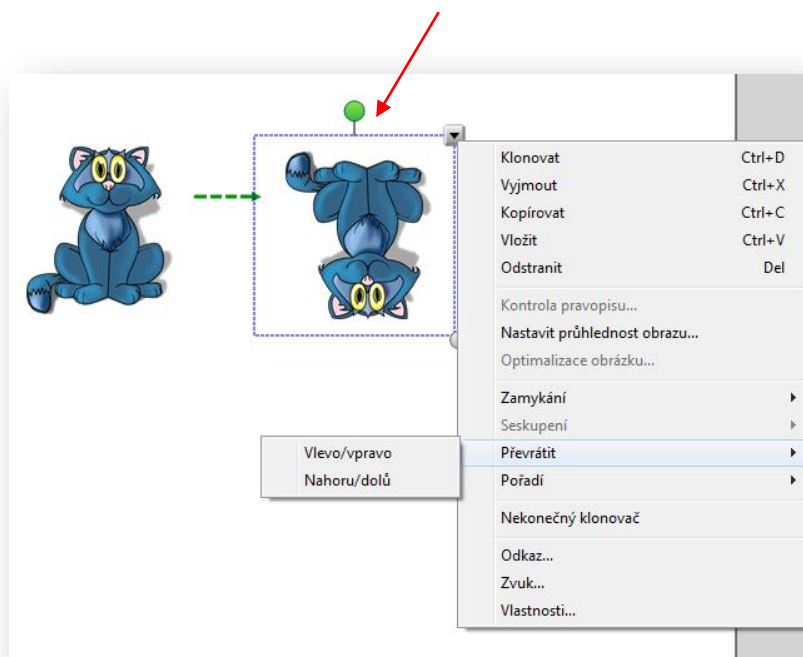 Klonovat Ctrl+D
Vyjmout Ctrl+X
Kopírovat Ctrl+C
Vložit Ctrl+V
Odstranit Del
Kontrola pravopisu...
Nastavit průhlednost obrazu...
Optimalizace obrázku...
Zamykání
Seskupení
Převrátit
Vlevo/vpravo
Nahoru/dolů
Pořadí
Nekonečný klonovač
Odkaz...
Zvuk...
Vlastnosti...